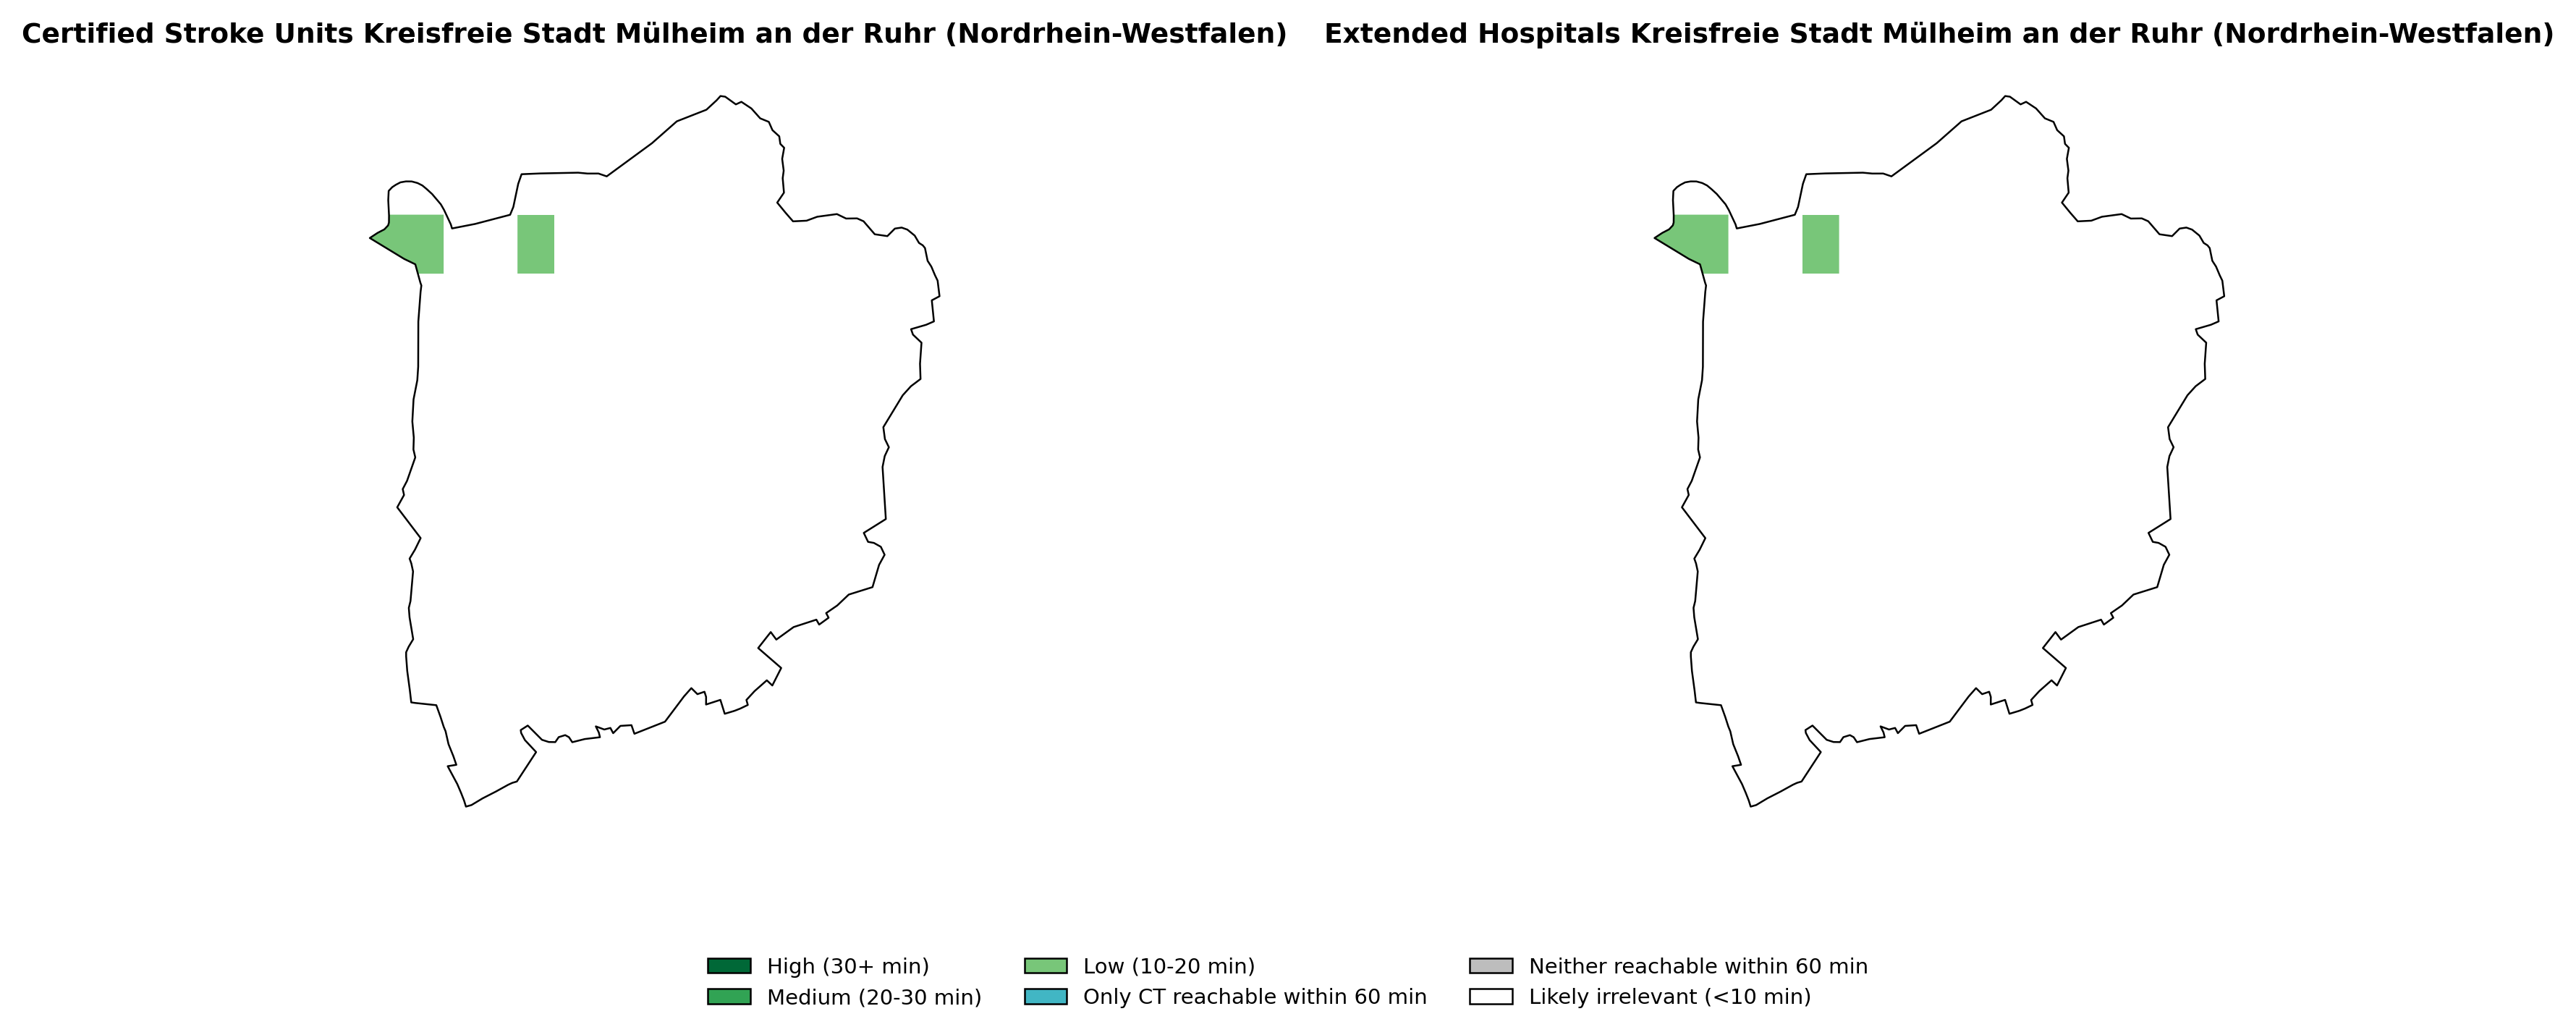 Certified Stroke Units Kreisfreie Stadt Mülheim an der Ruhr (Nordrhein-Westfalen)
Extended Hospitals Kreisfreie Stadt Mülheim an der Ruhr (Nordrhein-Westfalen)
High (30+ min)
Medium (20-30 min)
Low (10-20 min)
Only CT reachable within 60 min
Neither reachable within 60 min
Likely irrelevant (<10 min)